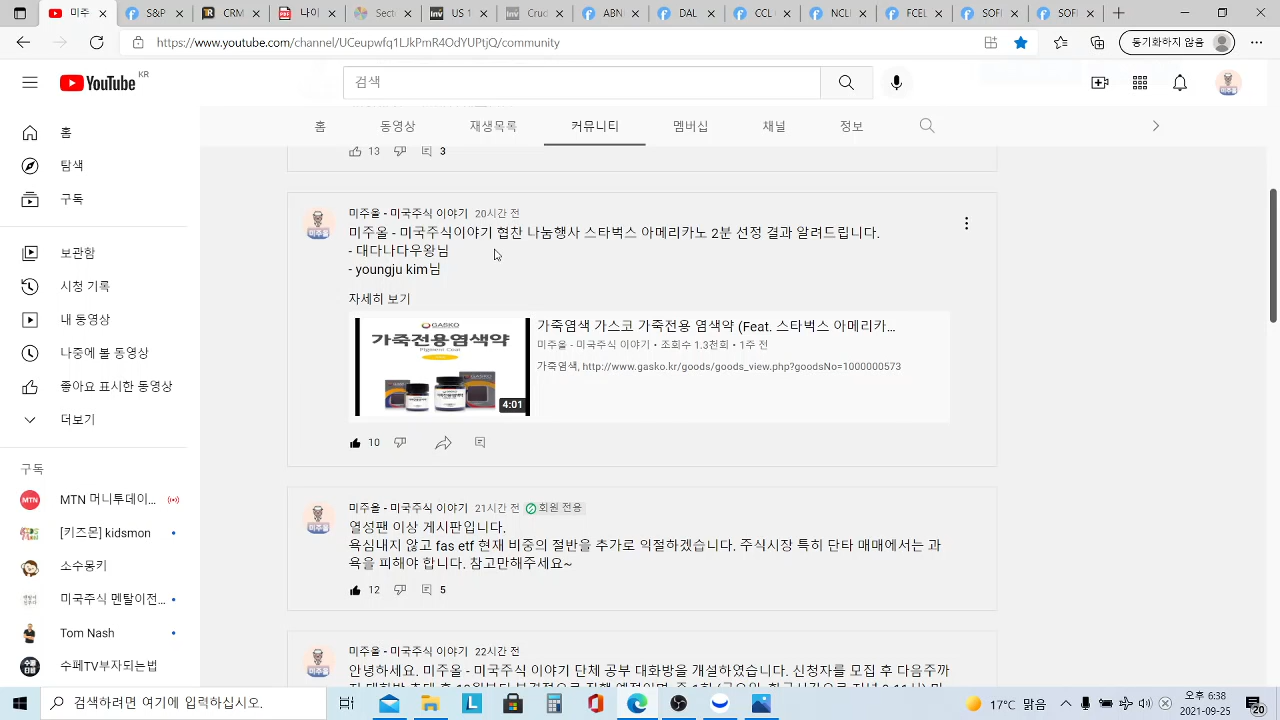 미주
S&P
CRM
나이
Sect
US 1
Crud
ABN
DAL
CCL
NCLI
FCEL
SOFI
https://www.youtube.com/channel/UCeupwfq1LJkPmR4OdYUPtjQ/community
동기화하지 않음
YouTube KR
검색
홈 동영상 재생목록 커뮤니티 멤버십 채널 정보
홈
탐색
구독
보관함
시청 기록
내 동영상
나중에 볼 동영상
좋아요 표시한 동영상
더보기
구독
MTN MTN 머니투데이...
[키즈몬] kidsmon
소수몽키
미국주식 멘탈이전...
Tom Nash
수페TV부자되는법
13 3
미주올 - 미국주식 이야기 20시간 전
미주올 - 미국주식이야기 협찬 나눔행사 스타벅스 아메리카노 2분 선정 결과 알려드립니다.
- 대다나다우왕님
- youngju kim님
자세히 보기
GASKO
가죽전용염색약
Pigment Coat
4:01
가죽염색 가스코 가죽전용 염색약 (Feat. 스타벅스 아메리카...
미주올 - 미국주식 이야기 • 조회수 1.3천회 • 1주 전
가죽염색, http://www.gasko.kr/goods/goods_view.php?goodsNo=1000000573
10
미주올 - 미국주식 이야기 21시간 전 회원 전용
열성팬 이상 게시판입니다.
욕심내지 않고 fas etf 현재 비중의 절반을 추가로 익절하겠습니다. 주식시장 특히 단타 매매에서는 과
욕을 피해야 합니다. 참고만해주세요~
12 5
미주올 - 미국주식 이야기 22시간 전
안녕하세요. 미주올 - 미국주식 이야기 단체 공부 대화방을 개설하겠습니다. 신청자를 모집 후 다음주까
검색하려면 여기에 입력하십시오.
17°C 맑음
오후 6:38
2021-09-25
20